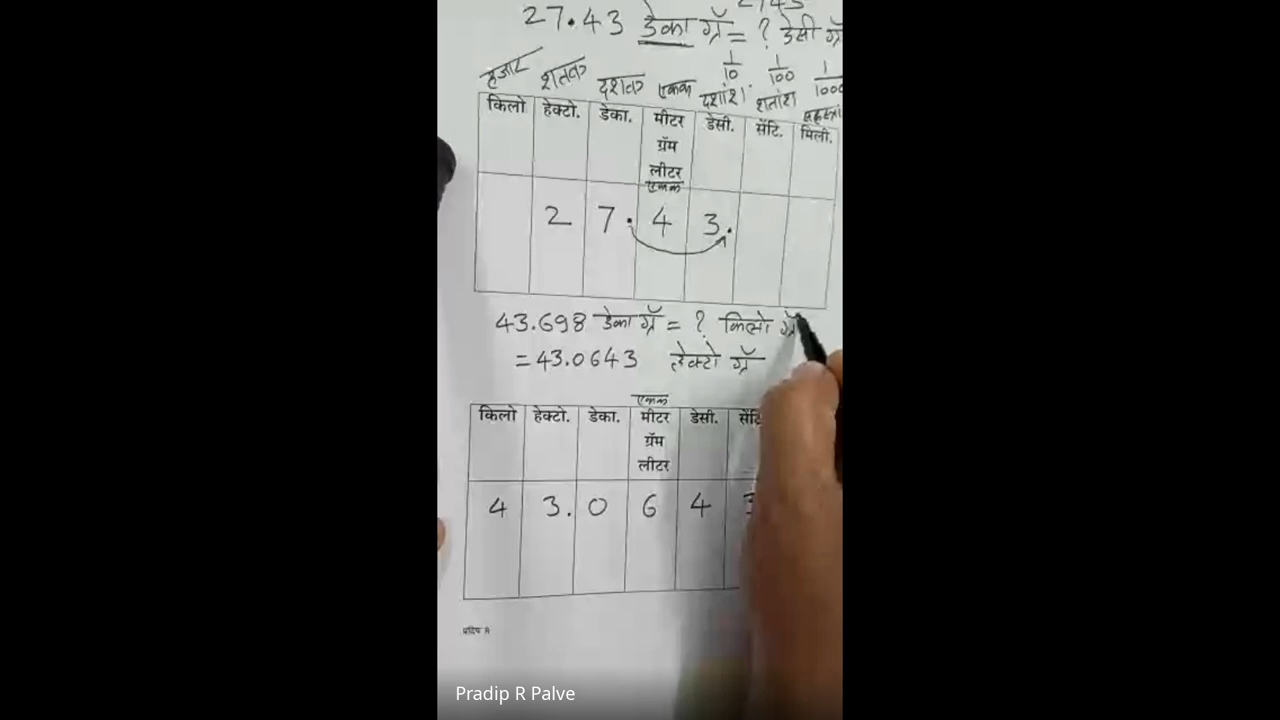 27.43 डेका ग्रॅ = ? डेसी ग्रॅ
हजार शतक दशक एकक 1/10 दशांश 1/100 शतांश 1/1000
किलो हेक्टो. डेका. मीटर ग्रॅम लीटर एकक डेसी. सेंटि. मिली.
2 7. 4 3.
43.698 डेका ग्रॅ = ? किलो ग्रॅ
= 43.0643 हेक्टो ग्रॅ
एकक
किलो हेक्टो. डेका. मीटर ग्रॅम लीटर डेसी.
4 3. 0 6 4 3
Pradip R Palve